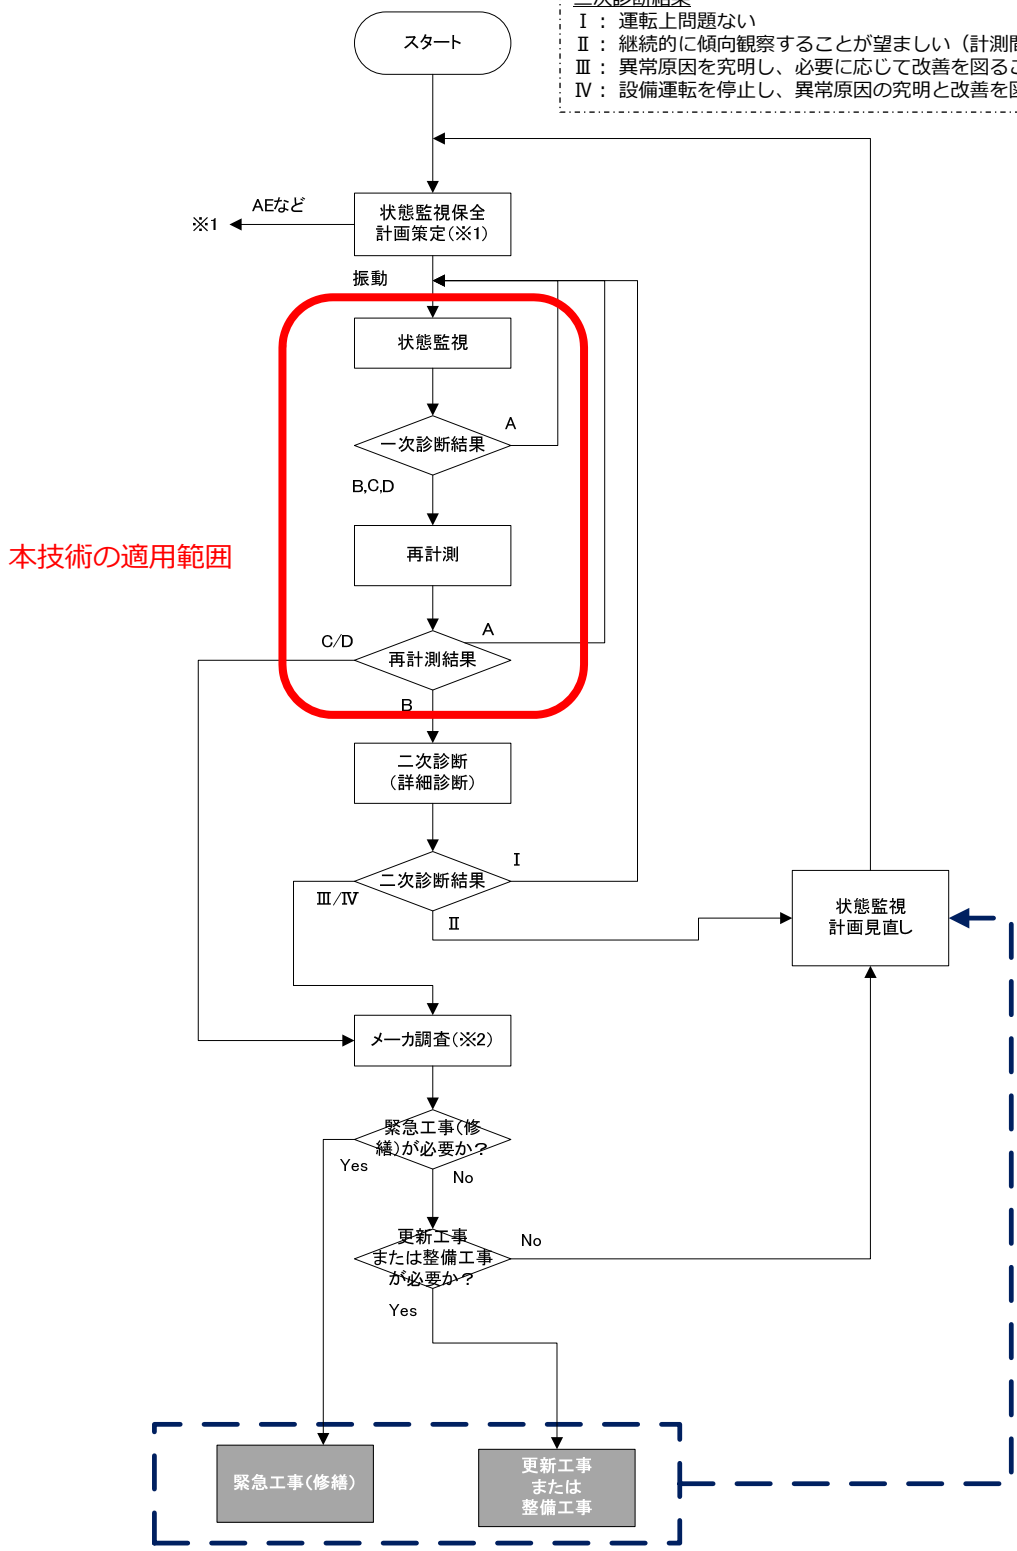 二次診断結果
Ⅰ： 運転上問題ない
Ⅱ： 継続的に傾向観察することが望ましい（計測
Ⅲ： 異常原因を究明し、必要に応じて改善を図るこ
Ⅳ： 設備運転を停止し、異常原因の究明と改善を図
スタート
AEなど
※1
状態監視保全
計画策定(※1)
振動
状態監視
一次診断結果
A
B,C,D
再計測
本技術の適用範囲
C/D
A
再計測結果
B
二次診断
(詳細診断)
二次診断結果
Ⅰ
Ⅲ/Ⅳ
Ⅱ
状態監視
計画見直し
メーカ調査(※2)
緊急工事(修
繕)が必要か？
Yes
No
更新工事
または整備工事
が必要か？
No
Yes
緊急工事(修繕)
更新工事
または
整備工事